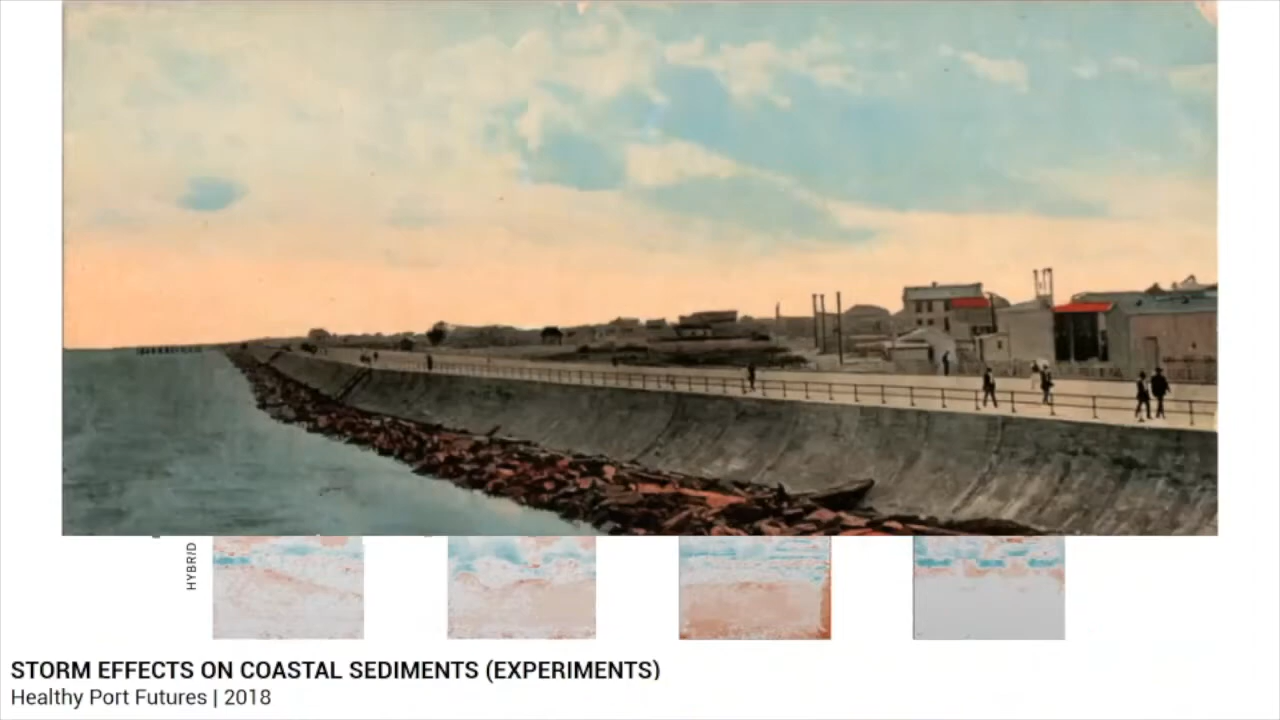 HYBRID
STORM EFFECTS ON COASTAL SEDIMENTS (EXPERIMENTS)
Healthy Port Futures | 2018